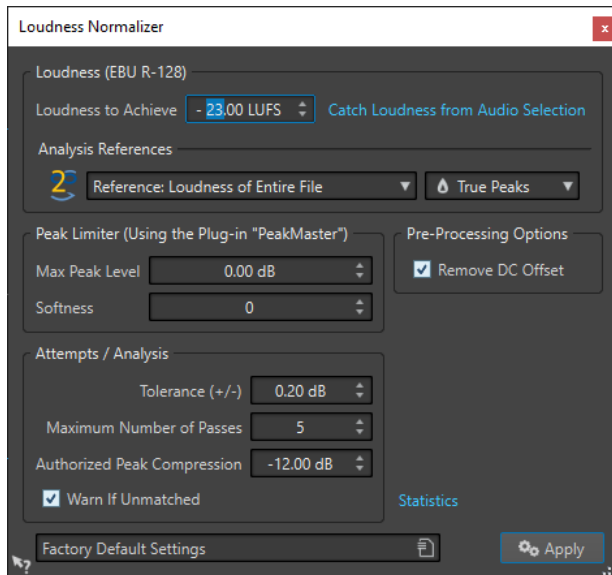 Loudness Normalizer
x
Loudness (EBU R-128)
Loudness to Achieve - 23.00 LUFS Catch Loudness from Audio Selection
Analysis References
2 Reference: Loudness of Entire File True Peaks
Peak Limiter (Using the Plug-in "PeakMaster") Pre-Processing Options
Max Peak Level 0.00 dB Remove DC Offset
Softness 0
Attempts / Analysis
Tolerance (+/-) 0.20 dB
Maximum Number of Passes 5
Authorized Peak Compression -12.00 dB
Warn If Unmatched Statistics
Factory Default Settings Apply
?